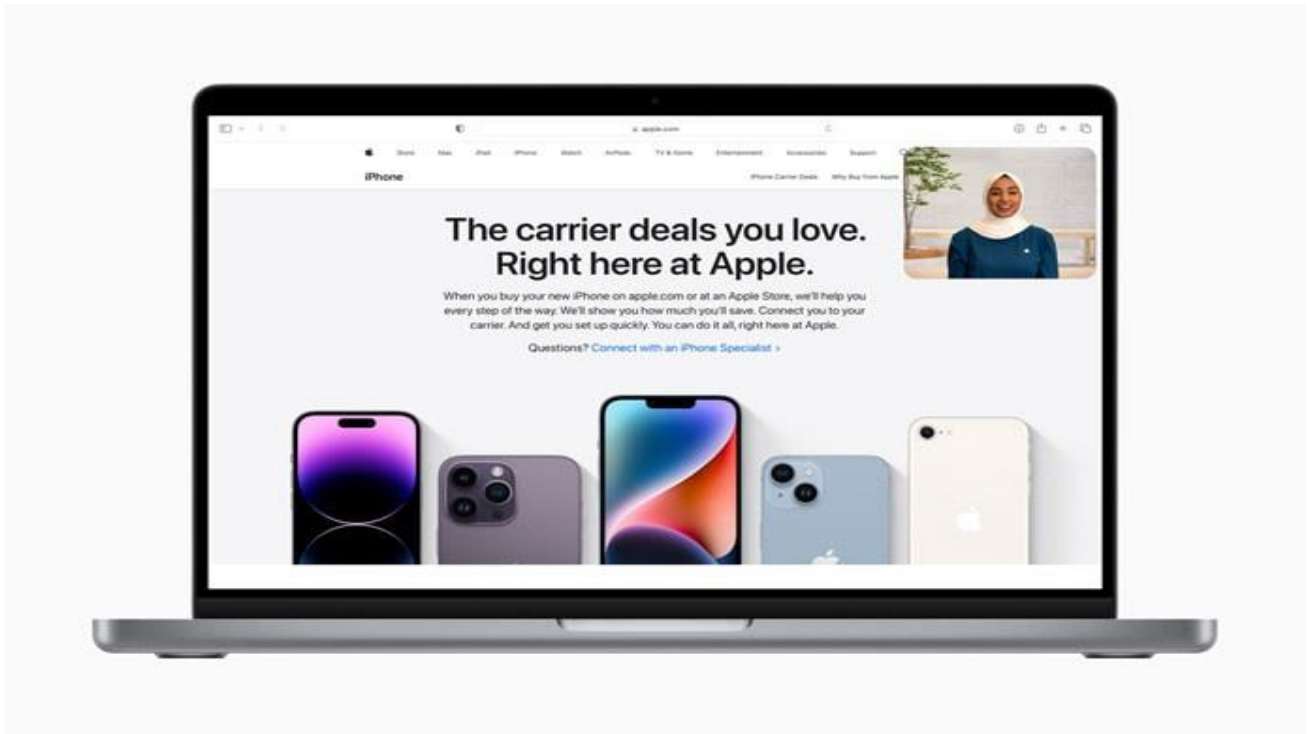 apple.com
Store Mac iPad iPhone Watch AirPods TV & Home Entertainment Accessories Support
iPhone
iPhone Carrier Deals Why Buy from Apple
The carrier deals you love.
Right here at Apple.
When you buy your new iPhone on apple.com or at an Apple Store, we'll help you
every step of the way. We'll show you how much you'll save. Connect you to your
carrier. And get you set up quickly. You can do it all, right here at Apple.
Questions? Connect with an iPhone Specialist >